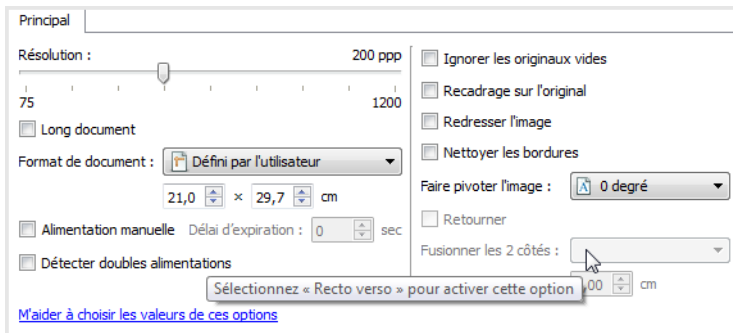 Principal
Résolution : 200 ppp
75 1200
Long document
Format de document : Défini par l'utilisateur
21,0 × 29,7 cm
Alimentation manuelle Délai d'expiration : 0 sec
Détecter doubles alimentations
M'aider à choisir les valeurs de ces options
Ignorer les originaux vides
Recadrage sur l'original
Redresser l'image
Nettoyer les bordures
Faire pivoter l'image : A 0 degré
Retourner
Fusionner les 2 côtés :
,00 cm
Sélectionnez « Recto verso » pour activer cette option